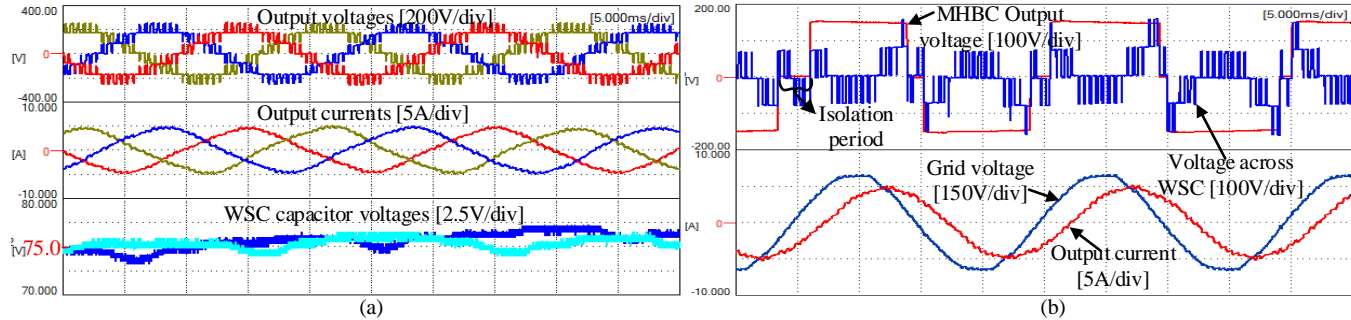 400.00
Output voltages [200V/div]
[5.000ms/div]
[V]
0
[V]
400.00
10.000
Output currents [5A/div]
[A]
0
-10.000
80.000
WSC capacitor voltages [2.5V/div]
[V]
75.0
70.000
(a)
200.00
MHBC Output
voltage [100V/div]
[5.000ms/div]
[V]
0
[V]
Isolation
period
-200.00
Voltage across
WSC [100V/div]
10.000
Grid voltage
[150V/div]
0
[A]
Output current
[5A/div]
-10.000
(b)